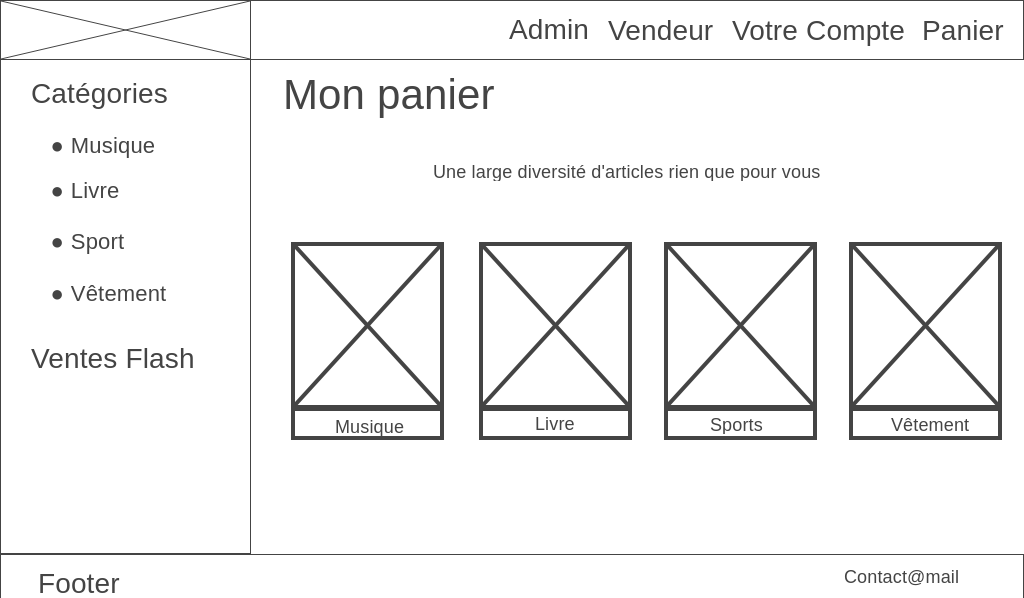 Admin Vendeur Votre Compte Panier
Catégories
● Musique
● Livre
● Sport
● Vêtement
Ventes Flash
Mon panier
Une large diversité d'articles rien que pour vous
Musique Livre Sports Vêtement
Footer
Contact@mail